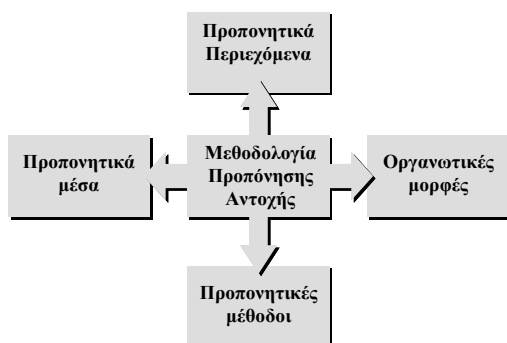 Προπονητικά
Περιεχόμενα
Προπονητικά
μέσα
Μεθοδολογία
Προπόνησης
Αντοχής
Οργανωτικές
μορφές
Προπονητικές
μέθοδοι